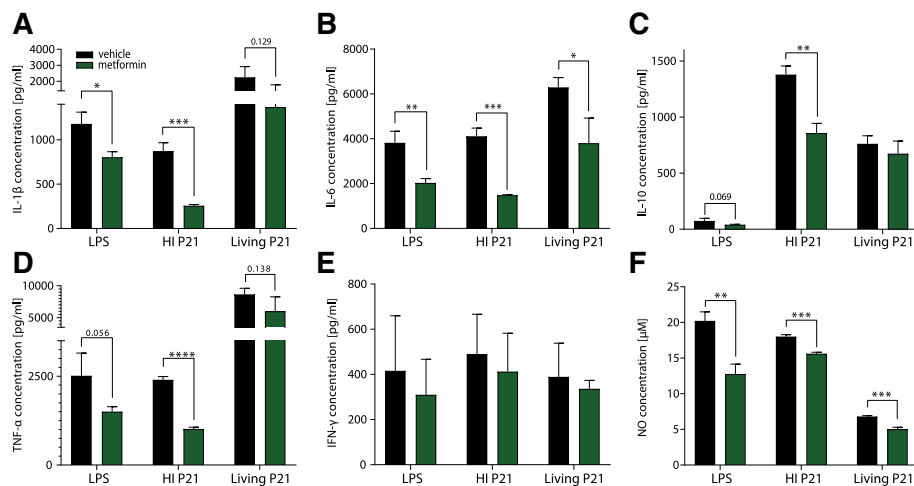 A
IL-1β concentration [pg/ml]
4000
3000
2000
1000
500
0
vehicle
metformin
*
***
0.129
LPS
HI P21
Living P21
B
IL-6 concentration [pg/ml]
8000
6000
4000
2000
0
**
***
*
LPS
HI P21
Living P21
C
IL-10 concentration [pg/ml]
1500
1000
500
0
0.069
**
LPS
HI P21
Living P21
D
TNF-α concentration [pg/ml]
10000
5000
2500
0
0.056
****
0.138
LPS
HI P21
Living P21
E
IFN-γ concentration [pg/ml]
800
600
400
200
0
LPS
HI P21
Living P21
F
NO concentration [μM]
25
20
15
10
5
0
**
***
***
LPS
HI P21
Living P21